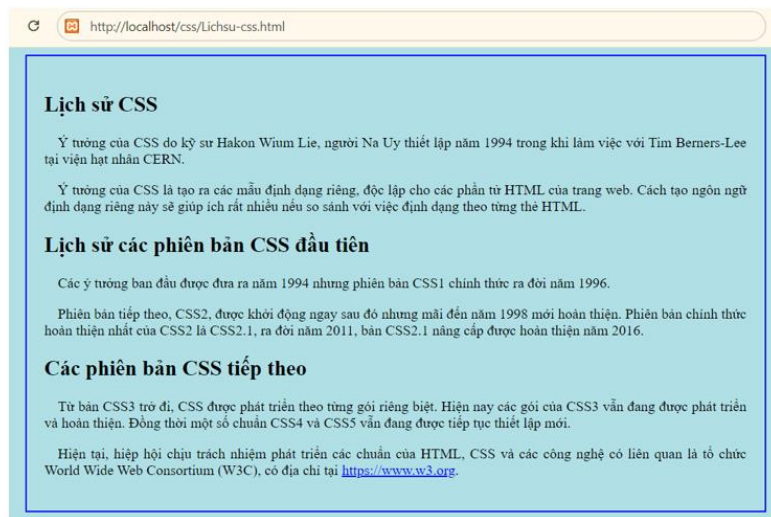 http://localhost/css/Lichsu-css.html
Lịch sử CSS
Ý tưởng của CSS do kỹ sư Hakon Wium Lie, người Na Uy thiết lập năm 1994 trong khi làm việc với Tim Berners-Lee
tại viện hạt nhân CERN.
Ý tưởng của CSS là tạo ra các mẫu định dạng riêng, độc lập cho các phần tử HTML của trang web. Cách tạo ngôn ngữ
định dạng riêng này sẽ giúp ích rất nhiều nếu so sánh với việc định dạng theo từng thẻ HTML.
Lịch sử các phiên bản CSS đầu tiên
Các ý tưởng ban đầu được đưa ra năm 1994 nhưng phiên bản CSS1 chính thức ra đời năm 1996.
Phiên bản tiếp theo, CSS2, được khởi động ngay sau đó nhưng mãi đến năm 1998 mới hoàn thiện. Phiên bản chính thức
hoàn thiện nhất của CSS2 là CSS2.1, ra đời năm 2011, bản CSS2.1 nâng cấp được hoàn thiện năm 2016.
Các phiên bản CSS tiếp theo
Từ bản CSS3 trở đi, CSS được phát triển theo từng gói riêng biệt. Hiện nay các gói của CSS3 vẫn đang được phát triển
và hoàn thiện. Đồng thời một số chuẩn CSS4 và CSS5 vẫn đang được tiếp tục thiết lập mới.
Hiện tại, hiệp hội chịu trách nhiệm phát triển các chuẩn của HTML, CSS và các công nghệ có liên quan là tổ chức
World Wide Web Consortium (W3C), có địa chỉ tại https://www.w3.org.